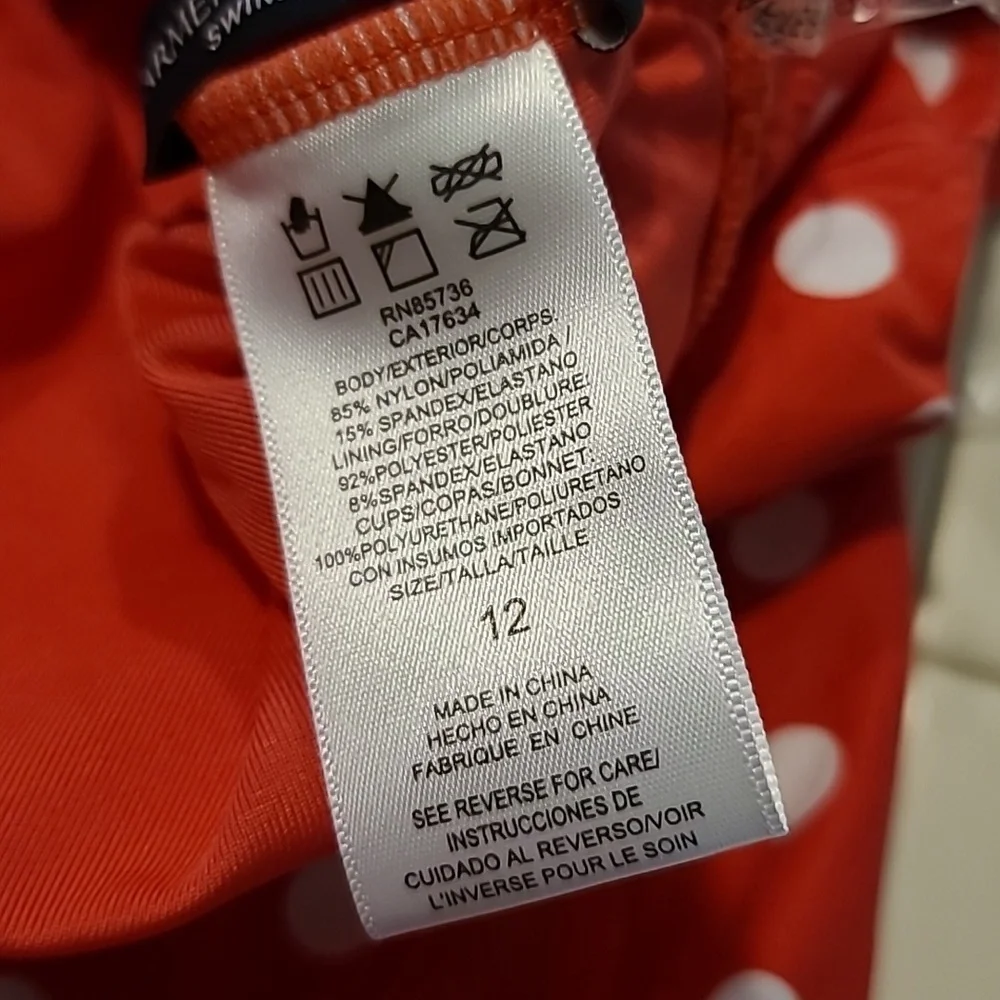 RN85736
CA17634
BODY/EXTERIOR/CORPS:
85% NYLON/POLIAMIDA /
15% SPANDEX/ELASTANO
LINING/FORRO/DOUBLURE:
92%POLYESTER/POLIESTER
8%SPANDEX/ELASTANO
CUPS/COPAS/BONNET:
100%POLYURETHANE/POLIURETANO
CON INSUMOS IMPORTADOS
SIZE/TALLA/TAILLE
12
MADE IN CHINA
HECHO EN CHINA
FABRIQUE EN CHINE
SEE REVERSE FOR CARE/
INSTRUCCIONES DE
CUIDADO AL REVERSO/VOIR
L'INVERSE POUR LE SOIN